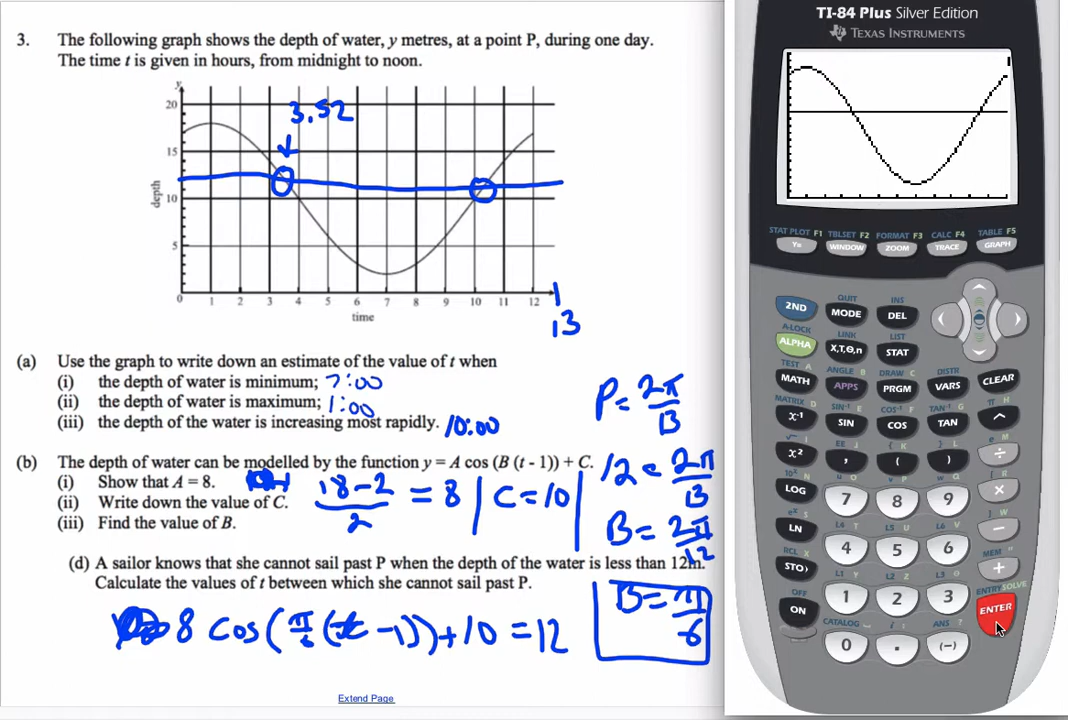 3. The following graph shows the depth of water, y metres, at a point P, during one day.
The time t is given in hours, from midnight to noon.
y
20
15
10
5
depth
3.52
0 1 2 3 4 5 6 7 8 9 10 11 12
13
time
(a) Use the graph to write down an estimate of the value of t when
(i) the depth of water is minimum; 7:00
(ii) the depth of water is maximum; 1:00
(iii) the depth of the water is increasing most rapidly. 10:00
P = 2π/B
(b) The depth of water can be modelled by the function y = A cos (B (t - 1)) + C.
(i) Show that A = 8.
(ii) Write down the value of C.
(iii) Find the value of B.
18-2/2 = 8 | C = 10
12 = 2π/B
B = 2π/12
B = π/6
(d) A sailor knows that she cannot sail past P when the depth of the water is less than 12m.
Calculate the values of t between which she cannot sail past P.
8 cos(π/6(t-1))+10 = 12
Extend Page
TI-84 Plus Silver Edition
TEXAS INSTRUMENTS
STAT PLOT F1 TBLSET F2 FORMAT F3 CALC F4 TABLE F5
Y= WINDOW ZOOM TRACE GRAPH
QUIT INS
2ND MODE DEL
A-LOCK LINK LIST
ALPHA X,T,θ,n STAT
TEST A ANGLE B DRAW C DISTR
MATH APPS PRGM VARS CLEAR
MATRIX D SIN⁻¹ E COS⁻¹ F TAN⁻¹ G π H
x⁻¹ SIN COS TAN ^
√ I EE J { K } L e M
x² , ( ) ÷
10ˣ N u O v P w Q [ R
LOG 7 8 9 ×
eˣ S L4 T L5 U L6 V ] W
LN 4 5 6 −
RCL X L1 Y L2 Z L3 θ MEM "
STO› 1 2 3 +
OFF CATALOG ⎵ i : ANS ? ENTRY SOLVE
ON 0 . (−) ENTER